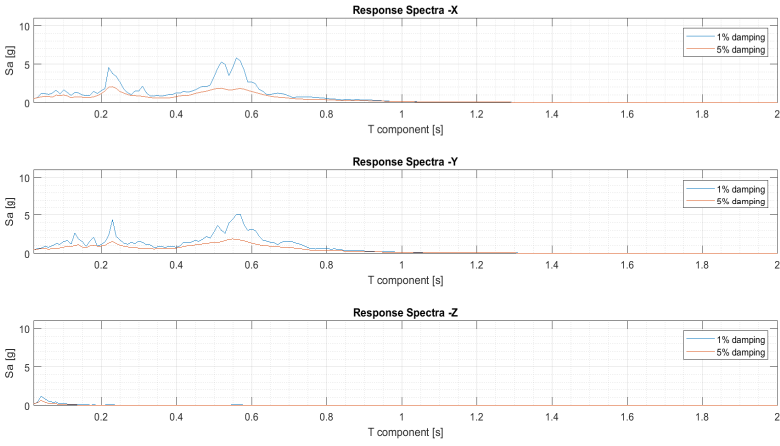 Response Spectra -X
10
5
0
Sa [g]
1% damping
5% damping
0.2 0.4 0.6 0.8 1 1.2 1.4 1.6 1.8 2
T component [s]
Response Spectra -Y
10
5
0
Sa [g]
1% damping
5% damping
0.2 0.4 0.6 0.8 1 1.2 1.4 1.6 1.8 2
T component [s]
Response Spectra -Z
10
5
0
Sa [g]
1% damping
5% damping
0.2 0.4 0.6 0.8 1 1.2 1.4 1.6 1.8 2
T component [s]